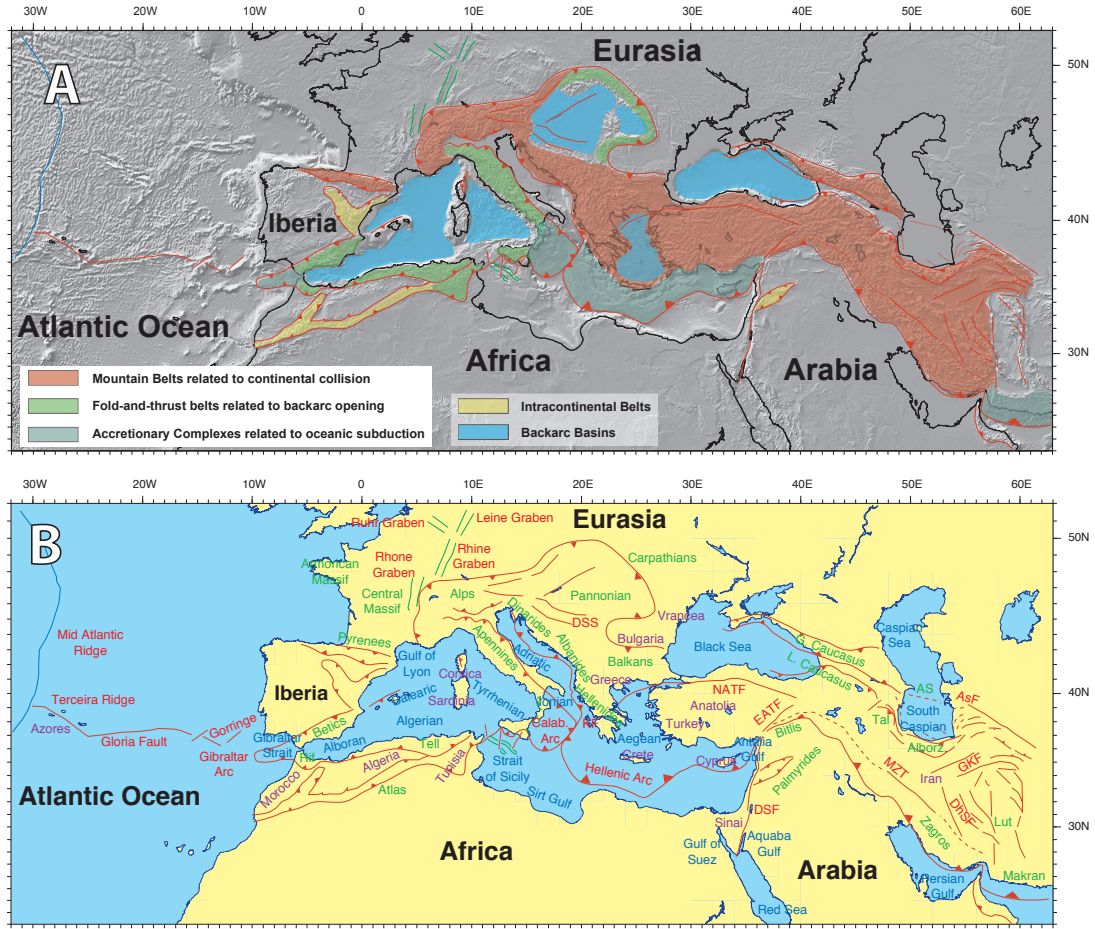 30W 20W 10W 0 10E 20E 30E 40E 50E 60E
A
Eurasia
50N
Iberia
40N
Atlantic Ocean
Africa
Arabia
30N
Mountain Belts related to continental collision
Fold-and-thrust belts related to backarc opening
Accretionary Complexes related to oceanic subduction
Intracontinental Belts
Backarc Basins
30W 20W 10W 0 10E 20E 30E 40E 50E 60E
B
Ruhr Graben
Leine Graben
Eurasia
50N
Armorican
Massif
Rhone
Graben
Rhine
Graben
Carpathians
Central
Massif
Alps
Pannonian
Vrancea
DSS
Dinarides
Mid Atlantic
Ridge
Pyrenees
Gulf of
Lyon
Apennines
Adriatic
Albanides
Bulgaria
Balkans
Black Sea
G. Caucasus
L. Caucasus
Caspian
Sea
Iberia
Corsica
Sardinia
Balearic
Tyrrhenian
Ionian
Hellenides
Greece
NATF
Anatolia
AS
AsF
40N
Terceira Ridge
Azores
Gloria Fault
Gorringe
Gibraltar
Arc
Gibraltar
Strait
Betics
Rif
Alboran
Algerian
Tell
Calab.
Arc
KF
Aegean
Crete
Turkey
EATF
Bitlis
Tal
South
Caspian
Alborz
Morocco
Algeria
Tunisia
Atlas
Strait
of Sicily
Sirt Gulf
Hellenic Arc
Cyprus
Antalia
Gulf
Palmyrides
MZT
Iran
GKF
DhSF
Lut
Zagros
DSF
Sinai
Gulf of
Suez
Aquaba
Gulf
30N
Atlantic Ocean
Africa
Arabia
Persian
Gulf
Makran
Red Sea